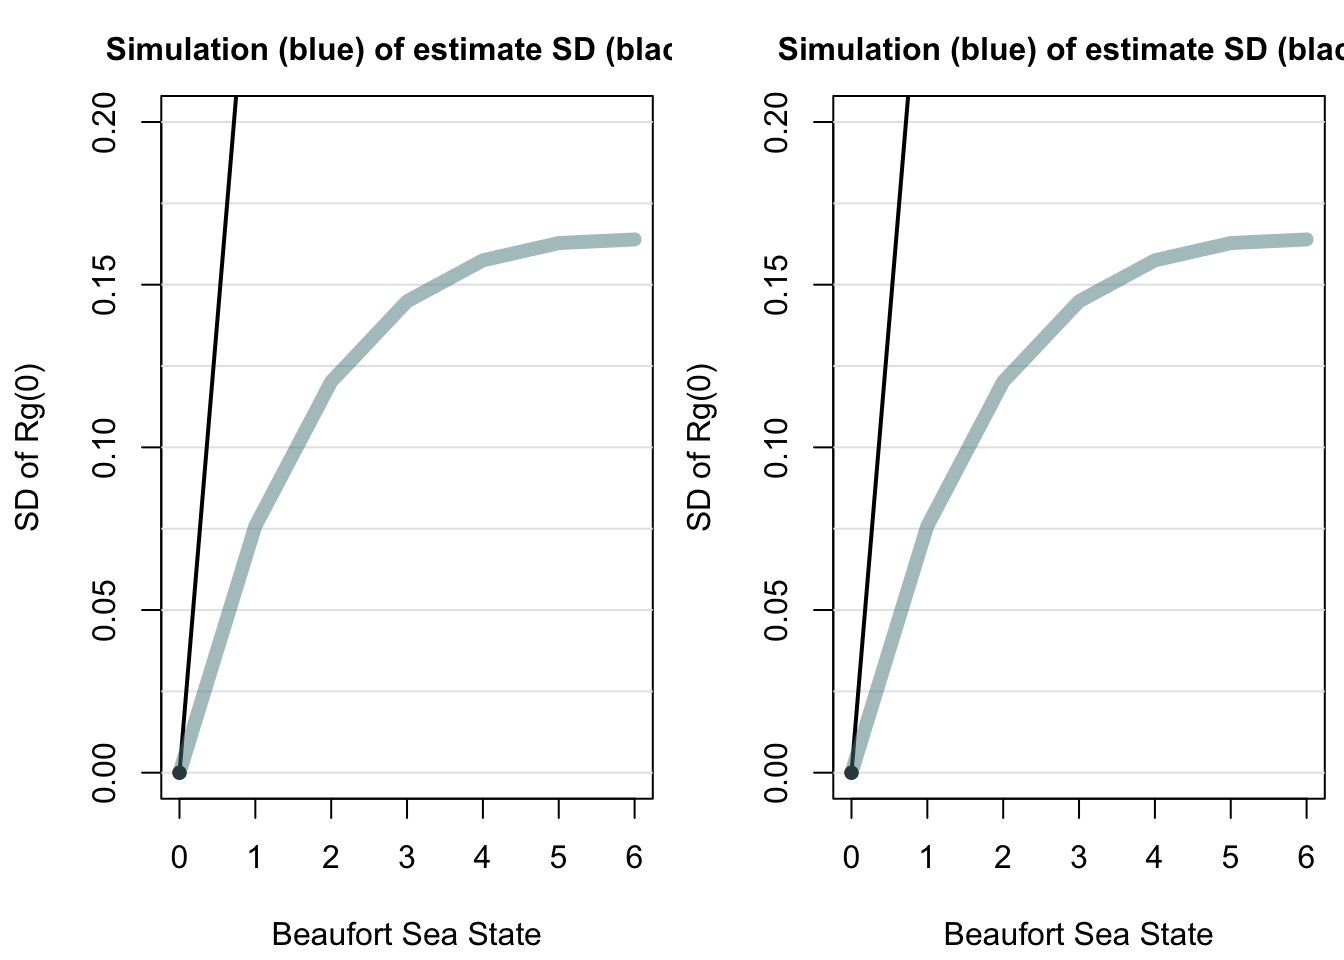 Simulation (blue) of estimate SD (blac
0.20
0.15
0.10
0.05
0.00
SD of Rg(0)
0 1 2 3 4 5 6
Beaufort Sea State
Simulation (blue) of estimate SD (blac
0.20
0.15
0.10
0.05
0.00
SD of Rg(0)
0 1 2 3 4 5 6
Beaufort Sea State